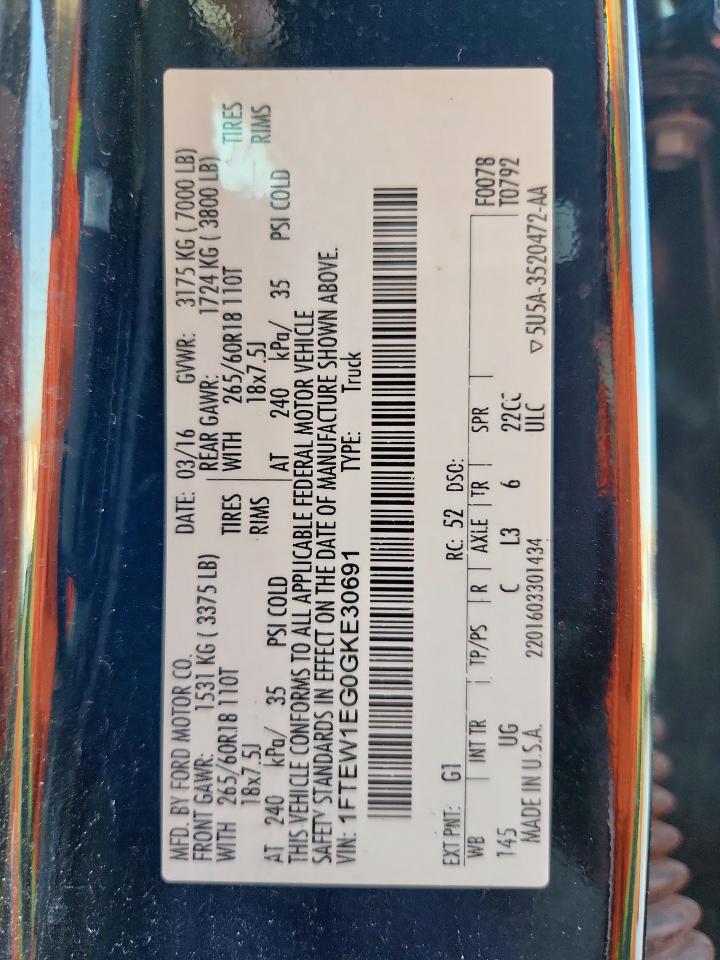 MFD. BY FORD MOTOR CO.
DATE: 03/16 GVWR: 3175 KG ( 7000 LB)
FRONT GAWR: 1531 KG ( 3375 LB) REAR GAWR: 1724 KG ( 3800 LB)
WITH 265/60R18 110T TIRES WITH 265/60R18 110T TIRES
18x7.5J RIMS 18x7.5J RIMS
AT 240 kPa/ 35 PSI COLD AT 240 kPa/ 35 PSI COLD
THIS VEHICLE CONFORMS TO ALL APPLICABLE FEDERAL MOTOR VEHICLE
SAFETY STANDARDS IN EFFECT ON THE DATE OF MANUFACTURE SHOWN ABOVE.
VIN: 1FTEW1EG0GKE30691 TYPE: Truck
EXT PNT: G1 RC: 52 DSO:
WB INT TR TP/PS R AXLE TR SPR F0078
145 UG C L3 6 22CC T0792
MADE IN U.S.A. 2201603301434 ULC ▽5U5A-3520472-AA